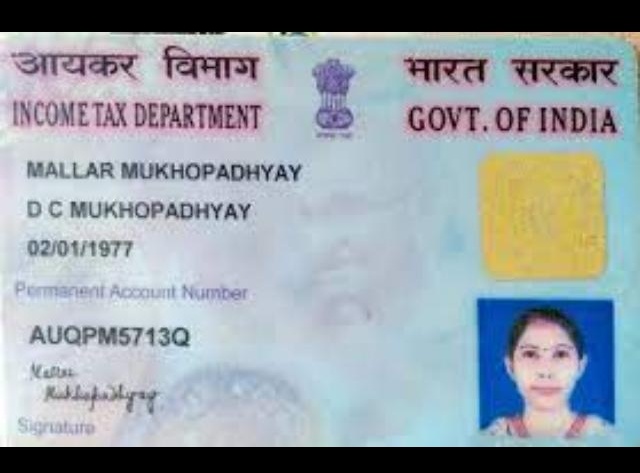 आयकर विभाग
भारत सरकार
INCOME TAX DEPARTMENT
GOVT. OF INDIA
MALLAR MUKHOPADHYAY
D C MUKHOPADHYAY
02/01/1977
Permanent Account Number
AUQPM5713Q
Mallar
Mukhopadhyay
Signature